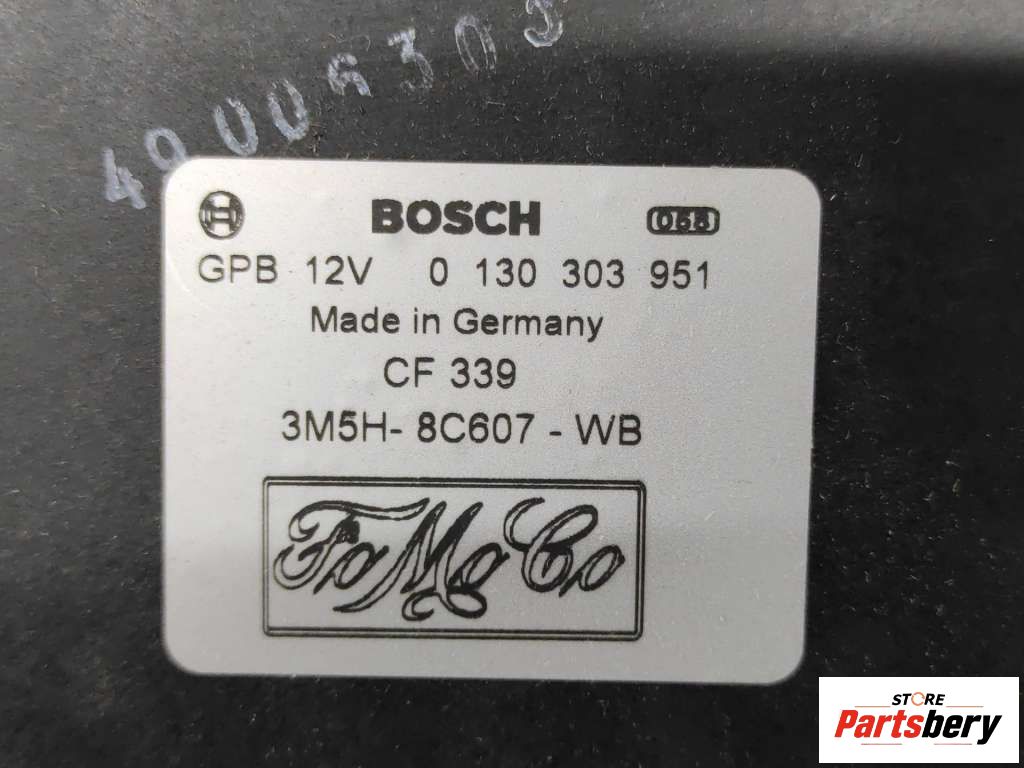 40006303
BOSCH 055
GPB 12V 0 130 303 951
Made in Germany
CF 339
3M5H- 8C607 - WB
FoMoCo
STORE
Partsbery